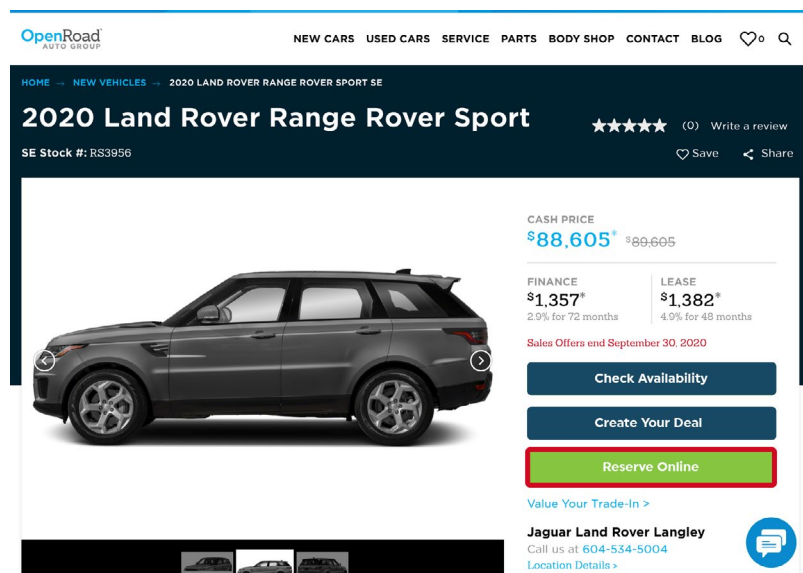 OpenRoad
AUTO GROUP
NEW CARS USED CARS SERVICE PARTS BODY SHOP CONTACT BLOG 0
HOME → NEW VEHICLES → 2020 LAND ROVER RANGE ROVER SPORT SE
2020 Land Rover Range Rover Sport
(0) Write a review
SE Stock #: RS3956
Save Share
CASH PRICE
$88,605* $89,605
FINANCE
$1,357*
2.9% for 72 months
LEASE
$1,382*
4.9% for 48 months
Sales Offers end September 30, 2020
Check Availability
Create Your Deal
Reserve Online
Value Your Trade-In >
Jaguar Land Rover Langley
Call us at 604-534-5004
Location Details >